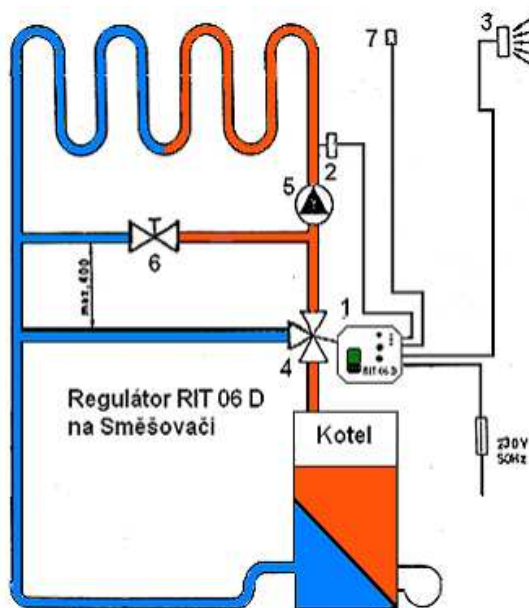 3
7
2
5
6
max.400
1
4
RIT 06 D
Regulátor RIT 06 D
na Směšovači
Kotel
230V
50Hz